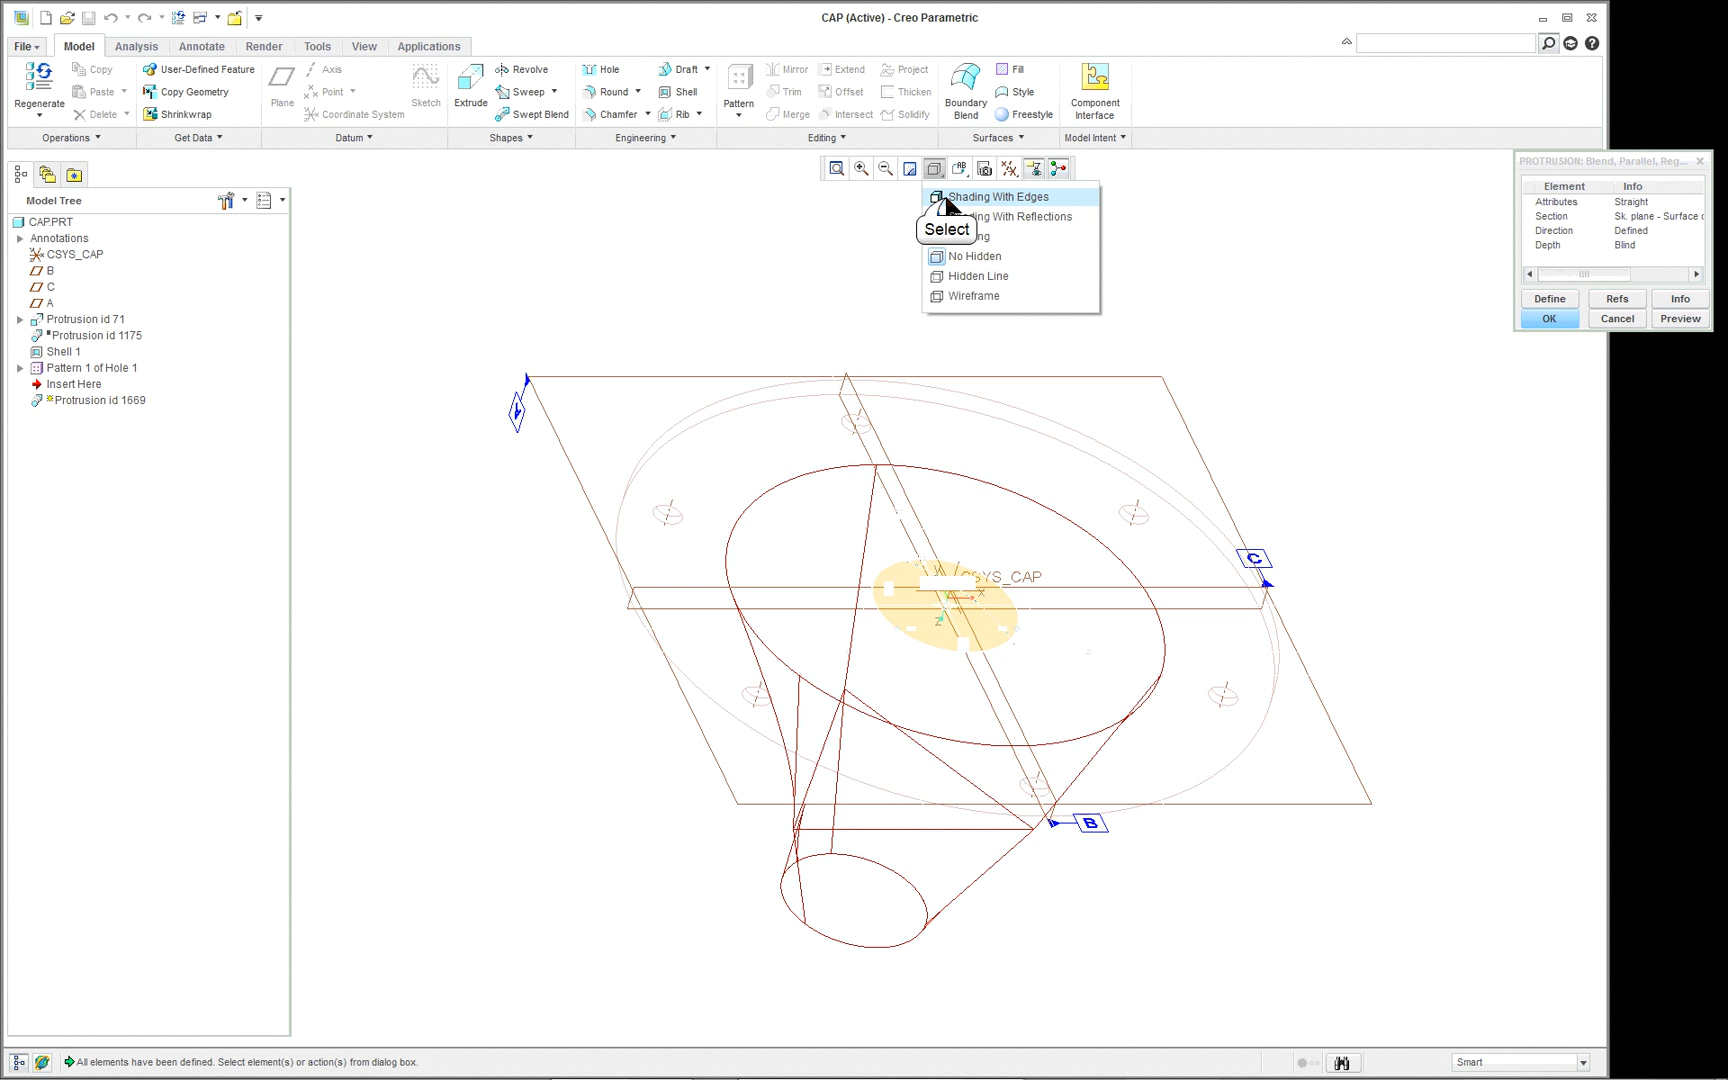 CAP (Active) - Creo Parametric
File Model Analysis Annotate Render Tools View Applications
Regenerate
Copy
Paste
Delete
Operations
User-Defined Feature
Copy Geometry
Shrinkwrap
Get Data
Plane
Axis
Point
Coordinate System
Sketch
Datum
Extrude
Revolve
Sweep
Swept Blend
Shapes
Hole
Round
Chamfer
Draft
Shell
Rib
Engineering
Pattern
Mirror
Trim
Merge
Extend
Offset
Intersect
Project
Thicken
Solidify
Editing
Boundary
Blend
Fill
Style
Freestyle
Surfaces
Component
Interface
Model Intent
Shading With Edges
ding With Reflections
ng
Select
No Hidden
Hidden Line
Wireframe
Model Tree
CAP.PRT
Annotations
CSYS_CAP
B
C
A
Protrusion id 71
Protrusion id 1175
Shell 1
Pattern 1 of Hole 1
Insert Here
Protrusion id 1669
PROTRUSION: Blend, Parallel, Reg...
Element Info
Attributes Straight
Section Sk. plane - Surface o
Direction Defined
Depth Blind
Define Refs Info
OK Cancel Preview
A
C
CSYS_CAP
X
Z
B
All elements have been defined. Select element(s) or action(s) from dialog box.
Smart